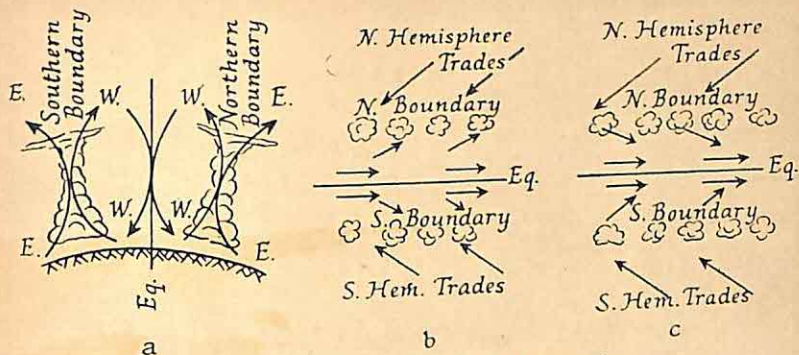 Southern
Boundary
Northern
Boundary
E.
W.
W.
E.
W.
W.
E.
E.
Eq.
a
N. Hemisphere
Trades
N. Boundary
Eq.
S. Boundary
S. Hem. Trades
b
N. Hemisphere
Trades
N. Boundary
Eq.
S. Boundary
S. Hem. Trades
c